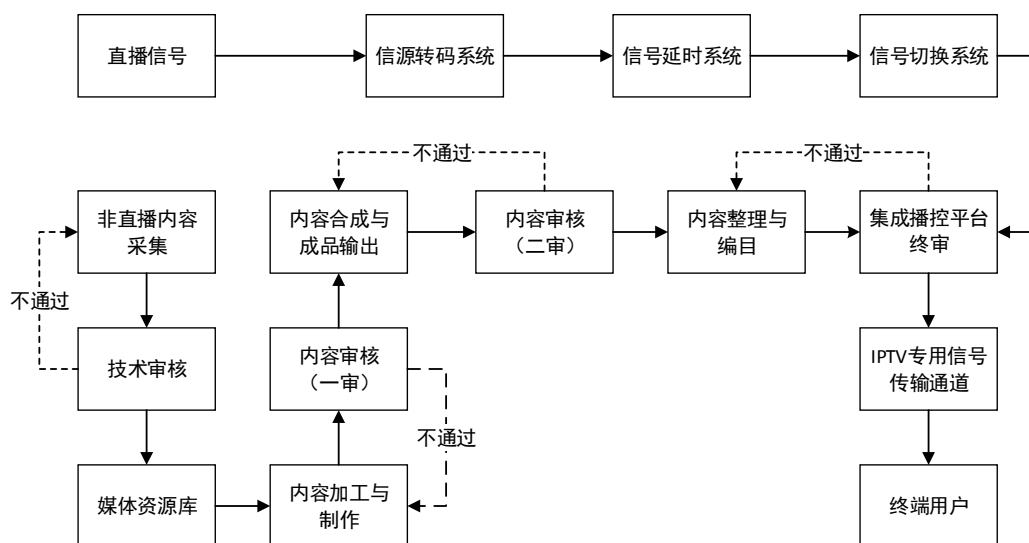 直播信号
信源转码系统
信号延时系统
信号切换系统
不通过
不通过
非直播内容
采集
内容合成与
成品输出
内容审核
（二审）
内容整理与
编目
集成播控平台
终审
不通过
技术审核
内容审核
（一审）
IPTV专用信号
传输通道
不通过
媒体资源库
内容加工与
制作
终端用户